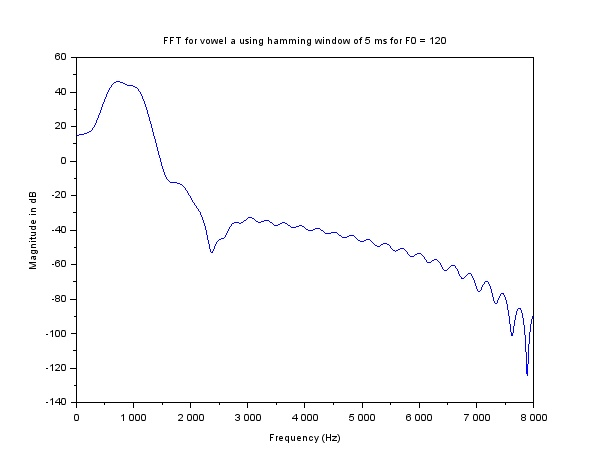 FFT for vowel a using hamming window of 5 ms for F0 = 120
60
40
20
0
-20
-40
-60
-80
-100
-120
-140
Magnitude in dB
0 1 000 2 000 3 000 4 000 5 000 6 000 7 000 8 000
Frequency (Hz)